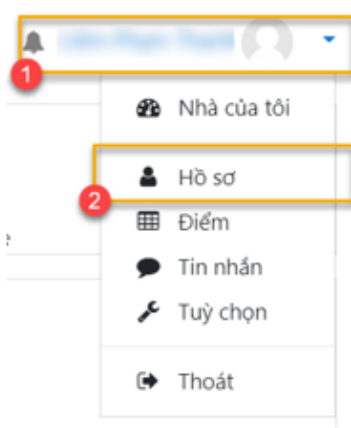 1
Nhà của tôi
2
Hồ sơ
Điểm
Tin nhắn
Tuỳ chọn
Thoát